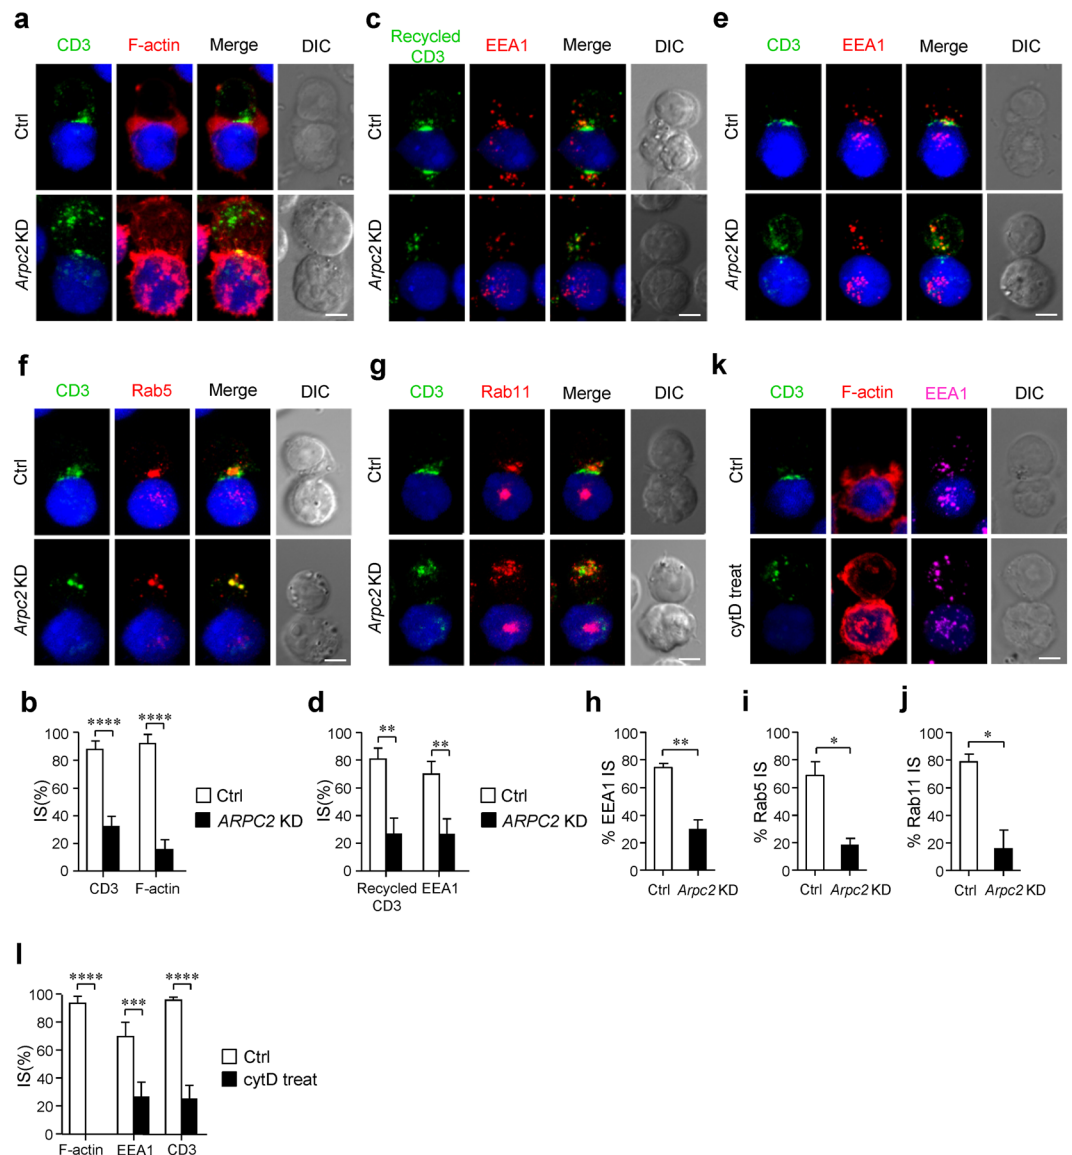 a
CD3 F-actin Merge DIC
Ctrl
Arpc2 KD
c
Recycled CD3 EEA1 Merge DIC
Ctrl
Arpc2 KD
e
CD3 EEA1 Merge DIC
Ctrl
Arpc2 KD
f
CD3 Rab5 Merge DIC
Ctrl
Arpc2 KD
g
CD3 Rab11 Merge DIC
Ctrl
Arpc2 KD
k
CD3 F-actin EEA1 DIC
Ctrl
cytD treat
b
IS(%)
100
80
60
40
20
0
****
****
CD3 F-actin
Ctrl
ARPC2 KD
d
IS(%)
100
80
60
40
20
0
**
**
Recycled CD3 EEA1
Ctrl
ARPC2 KD
h
% EEA1 IS
100
80
60
40
20
0
**
Ctrl Arpc2 KD
i
% Rab5 IS
100
80
60
40
20
0
*
Ctrl Arpc2 KD
j
% Rab11 IS
100
80
60
40
20
0
*
Ctrl Arpc2 KD
l
IS(%)
100
80
60
40
20
0
****
***
****
F-actin EEA1 CD3
Ctrl
cytD treat